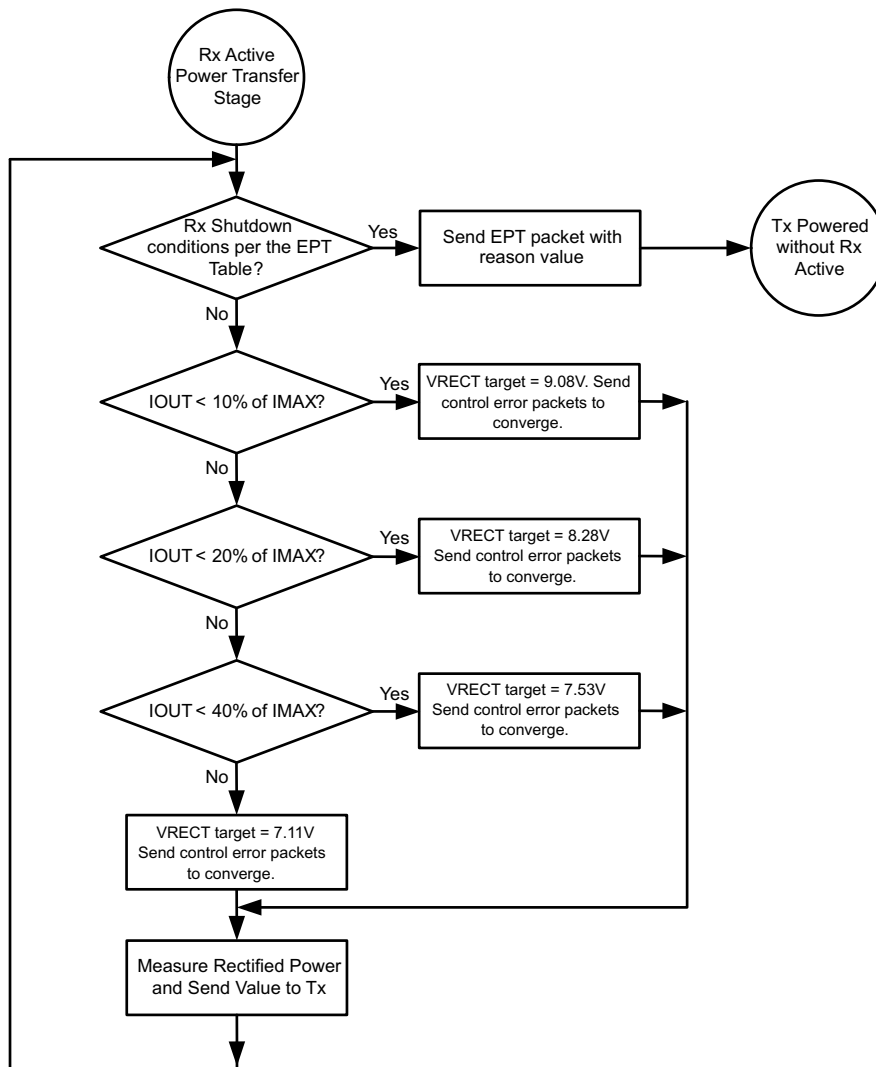 Rx Active
Power Transfer
Stage
Rx Shutdown
conditions per the EPT
Table?
Yes
Send EPT packet with
reason value
Tx Powered
without Rx
Active
No
IOUT < 10% of IMAX?
Yes
VRECT target = 9.08V. Send
control error packets to
converge.
No
IOUT < 20% of IMAX?
Yes
VRECT target = 8.28V
Send control error packets
to converge.
No
IOUT < 40% of IMAX?
Yes
VRECT target = 7.53V
Send control error packets
to converge.
No
VRECT target = 7.11V
Send control error packets
to converge.
Measure Rectified Power
and Send Value to Tx